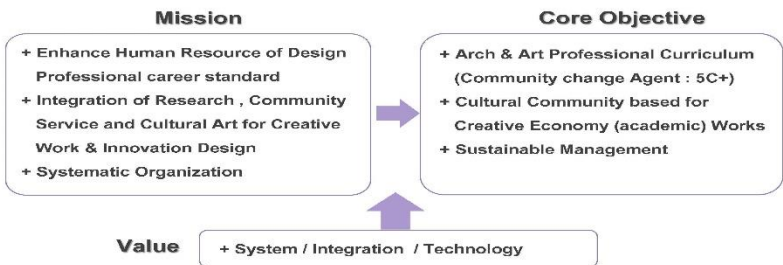 Mission
+ Enhance Human Resource of Design
Professional career standard
+ Integration of Research , Community
Service and Cultural Art for Creative
Work & Innovation Design
+ Systematic Organization
Core Objective
+ Arch & Art Professional Curriculum
(Community change Agent : 5C+)
+ Cultural Community based for
Creative Economy (academic) Works
+ Sustainable Management
Value
+ System / Integration / Technology